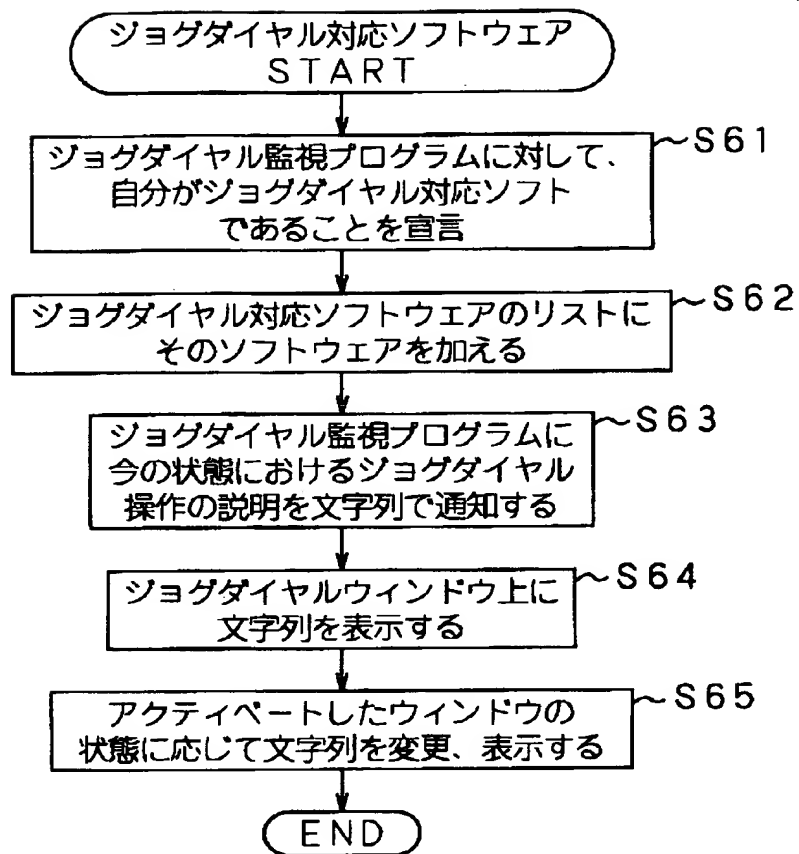 ジョグダイヤル対応ソフトウェア
START
ジョグダイヤル監視プログラムに対して、
自分がジョグダイヤル対応ソフト
であることを宣言
~S61
ジョグダイヤル対応ソフトウェアのリストに
そのソフトウェアを加える
~S62
ジョグダイヤル監視プログラムに
今の状態におけるジョグダイヤル
操作の説明を文字列で通知する
~S63
ジョグダイヤルウィンドウ上に
文字列を表示する
~S64
アクティベートしたウィンドウの
状態に応じて文字列を変更、表示する
~S65
END